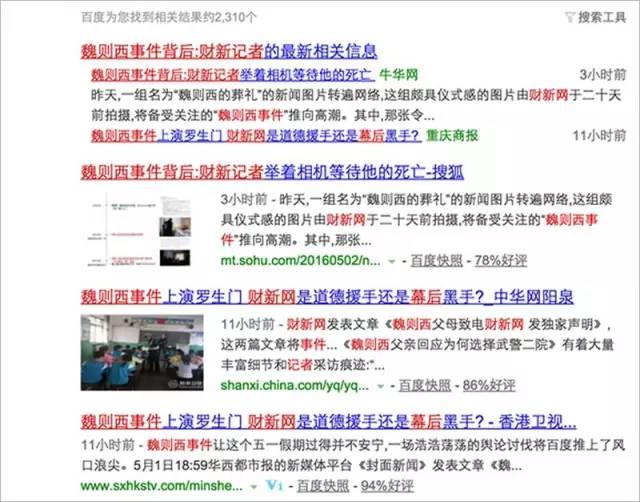 百度为您找到相关结果约2,310个
搜索工具
魏则西事件背后:财新记者的最新相关信息
魏则西事件背后:财新记者举着相机等待他的死亡 牛华网 3小时前
昨天,一组名为“魏则西的葬礼”的新闻图片转遍网络,这组颇具仪式感的图片由财新网于二十天
前拍摄,将备受关注的“魏则西事件”推向高潮。其中,那张令...
魏则西事件上演罗生门 财新网是道德援手还是幕后黑手? 重庆商报 11小时前
魏则西事件背后:财新记者举着相机等待他的死亡-搜狐
3小时前 - 昨天,一组名为“魏则西的葬礼”的新闻图片转遍网络,这组颇
具仪式感的图片由财新网于二十天前拍摄,将备受关注的“魏则西事
件”推向高潮。其中,那张...
mt.sohu.com/20160502/n... - 百度快照 - 78%好评
魏则西事件上演罗生门 财新网是道德援手还是幕后黑手?_中华网阳泉
11小时前 - 财新网发表文章《魏则西父母致电财新网 发独家声明》,
这两篇文章将事件... 《魏则西父亲回应为何选择武警二院》有着大量
丰富细节和记者采访痕迹:“...
shanxi.china.com/yq/yq... - 百度快照 - 86%好评
魏则西事件上演罗生门 财新网是道德援手还是幕后黑手? - 香港卫视...
11小时前 - 魏则西事件让这个五一假期过得并不安宁,一场浩浩荡荡的舆论讨伐将百度推上了风
口浪尖。5月1日18:59华西都市报的新媒体平台《封面新闻》发表文章《魏...
www.sxhkstv.com/minshe... V1 - 百度快照 - 94%好评